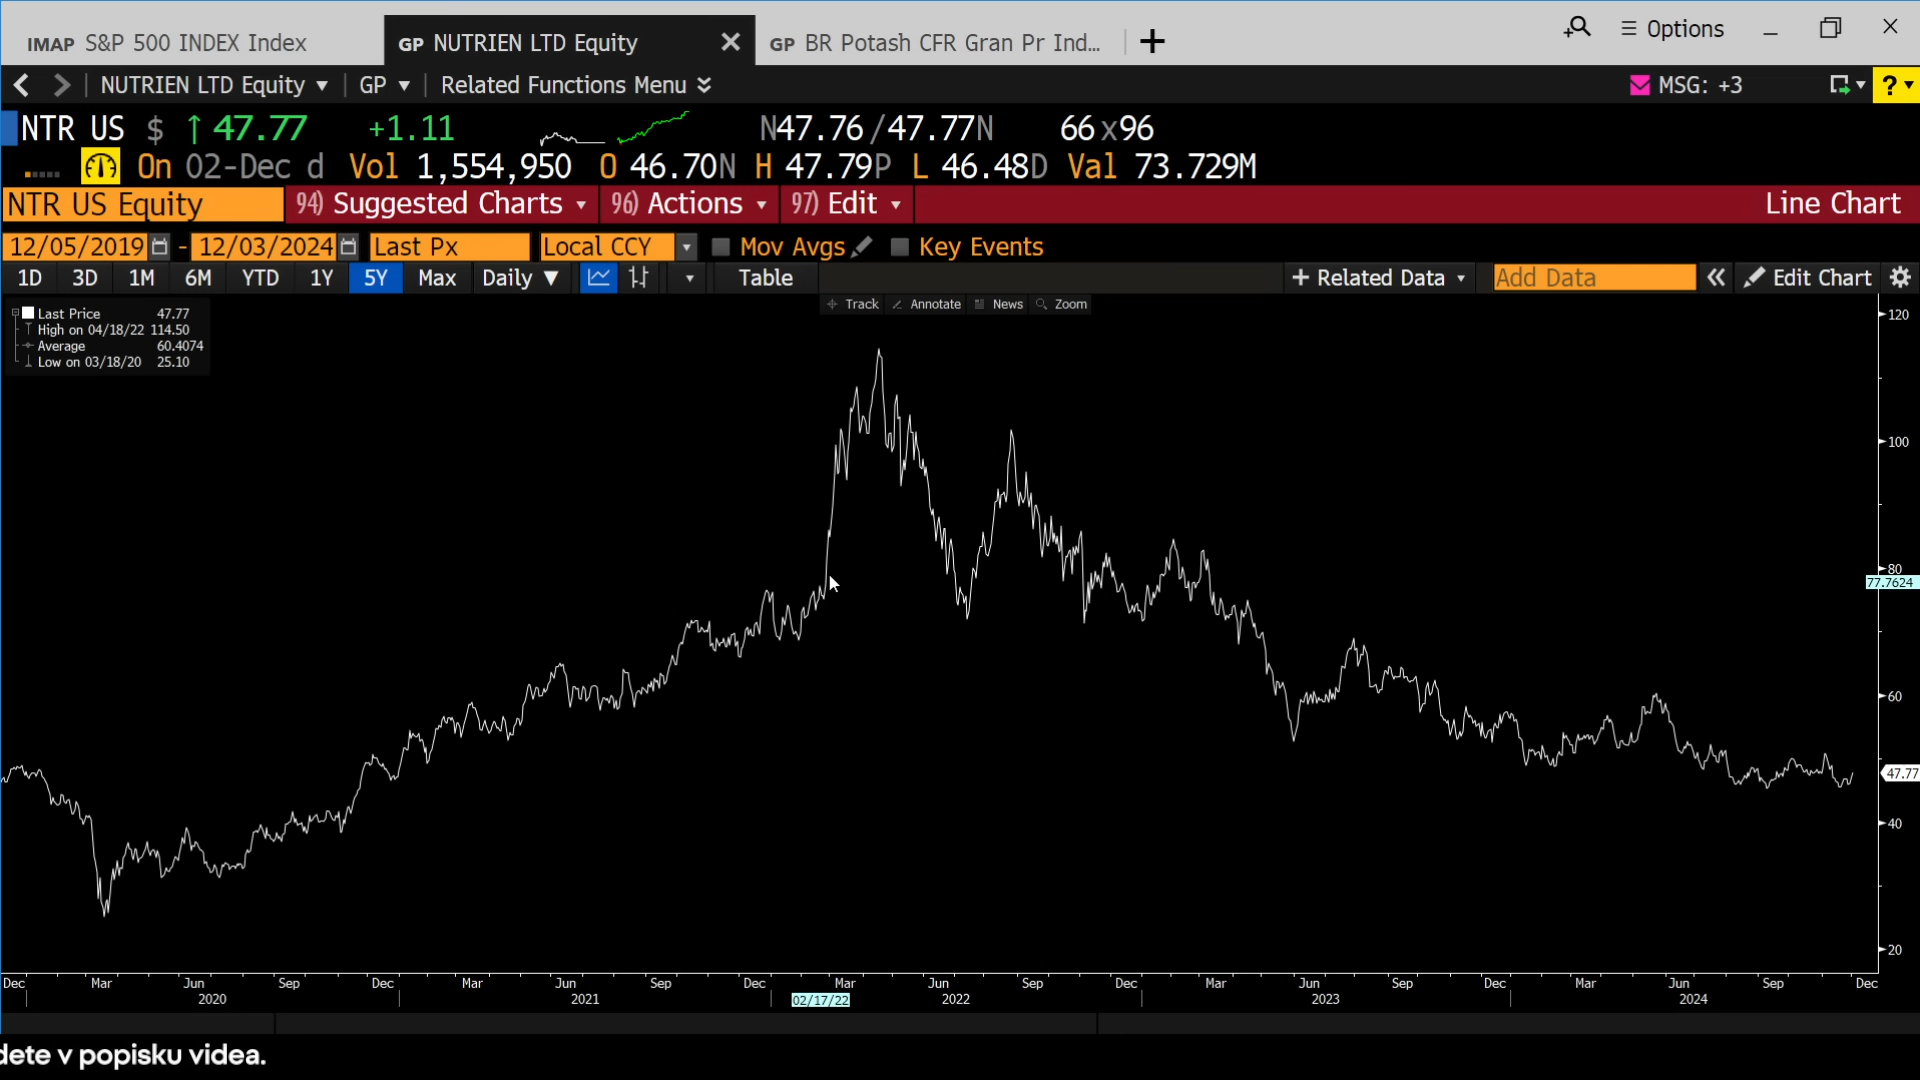 IMAP S&P 500 INDEX Index GP NUTRIEN LTD Equity GP BR Potash CFR Gran Pr Ind... Options
NUTRIEN LTD Equity GP Related Functions Menu MSG: +3 ?
NTR US $ ↑ 47.77 +1.11 N47.76 /47.77N 66x96
On 02-Dec d Vol 1,554,950 O 46.70N H 47.79P L 46.48D Val 73.729M
NTR US Equity 94) Suggested Charts 96) Actions 97) Edit Line Chart
12/05/2019 - 12/03/2024 Last Px Local CCY Mov Avgs Key Events
1D 3D 1M 6M YTD 1Y 5Y Max Daily ▼ Table + Related Data Add Data « Edit Chart
Track Annotate News Zoom
Last Price 47.77
High on 04/18/22 114.50
Average 60.4074
Low on 03/18/20 25.10
120
100
80
77.7624
60
47.77
40
20
Dec Mar Jun Sep Dec Mar Jun Sep Dec Mar Jun Sep Dec Mar Jun Sep Dec Mar Jun Sep Dec
2020 2021 02/17/22 2022 2023 2024
dete v popisku videa.